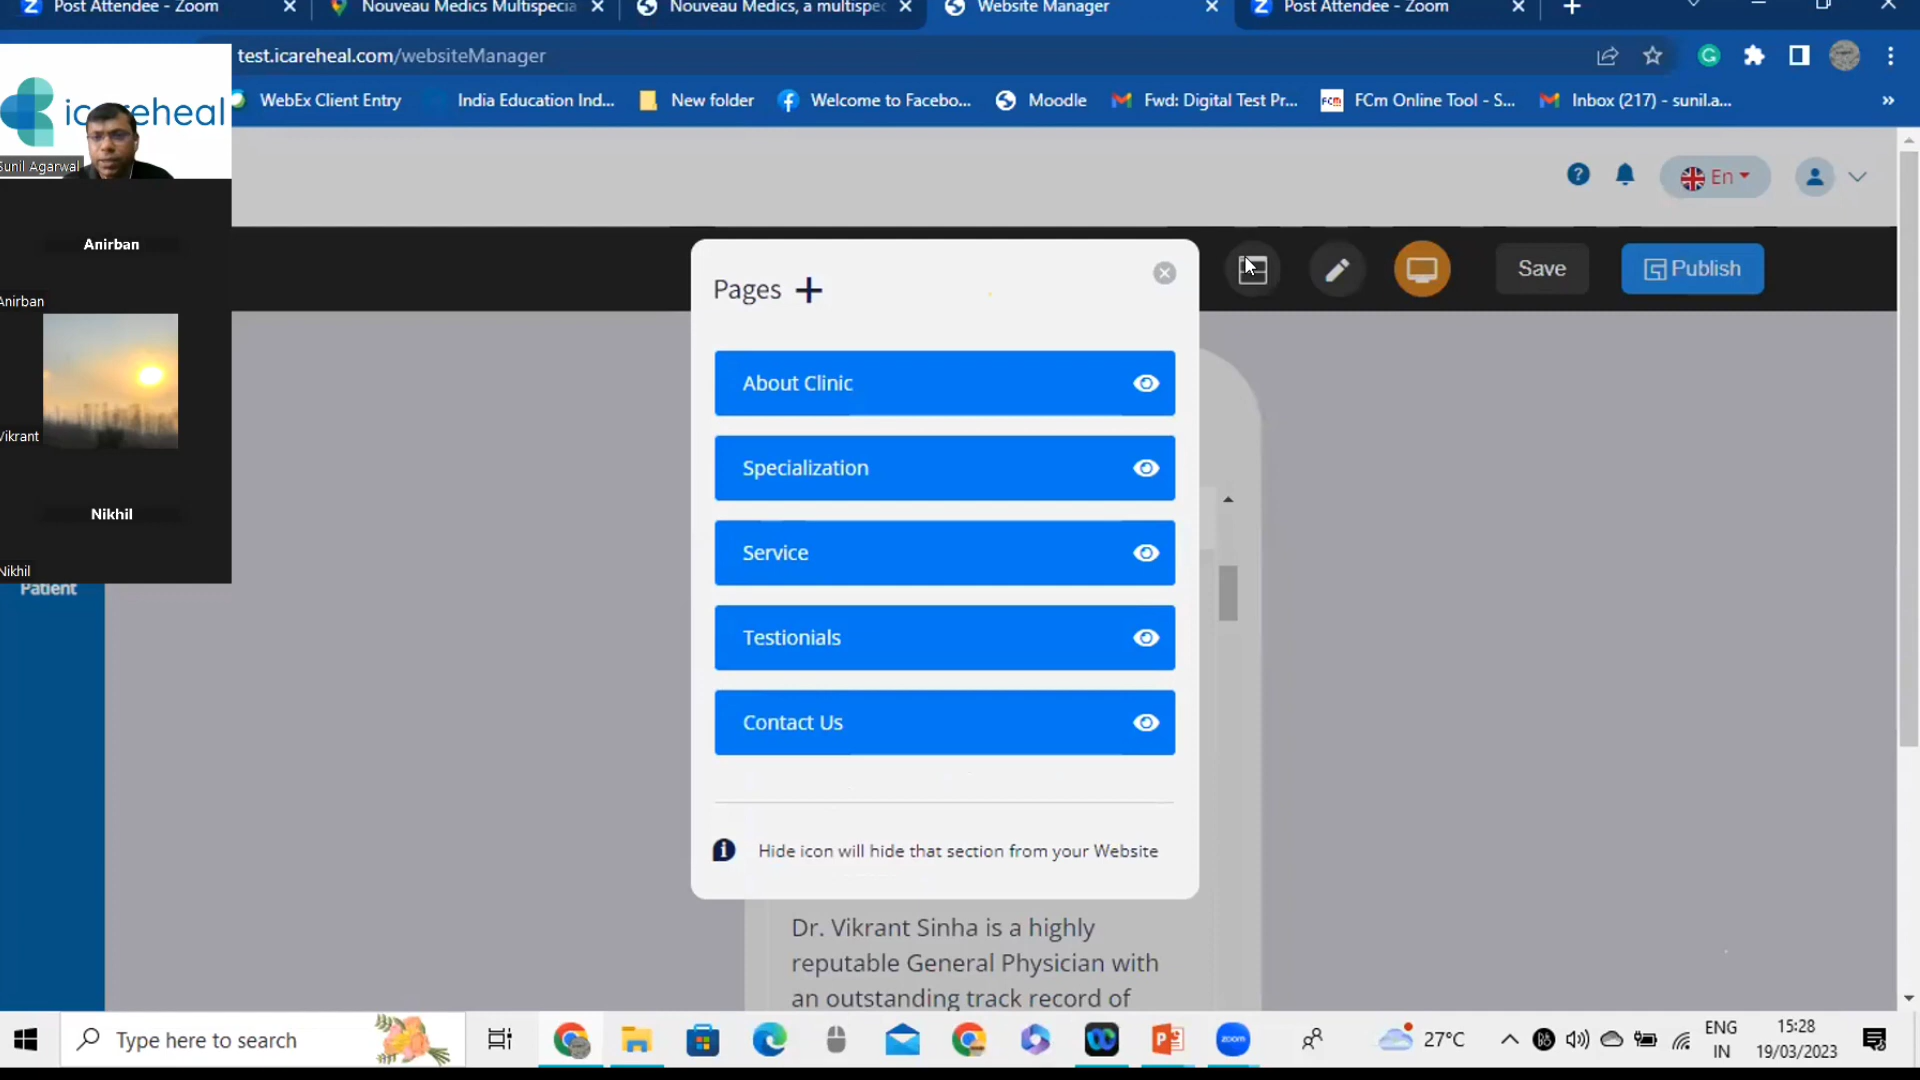 Post Attendee - Zoom
Nouveau Medics Multispecia
Nouveau Medics, a multispec
Website Manager
Post Attendee - Zoom
test.icareheal.com/websiteManager
WebEx Client Entry
India Education Ind...
New folder
Welcome to Facebo...
Moodle
Fwd: Digital Test Pr...
FCm
FCm Online Tool - S...
Inbox (217) - sunil.a...
»
Sunil Agarwal
En
Anirban
Anirban
Vikrant
Nikhil
Nikhil
Patient
Save
Publish
Pages +
About Clinic
Specialization
Service
Testionials
Contact Us
Hide icon will hide that section from your Website
Dr. Vikrant Sinha is a highly
reputable General Physician with
an outstanding track record of
Type here to search
zoom
27°C
ENG
IN
15:28
19/03/2023